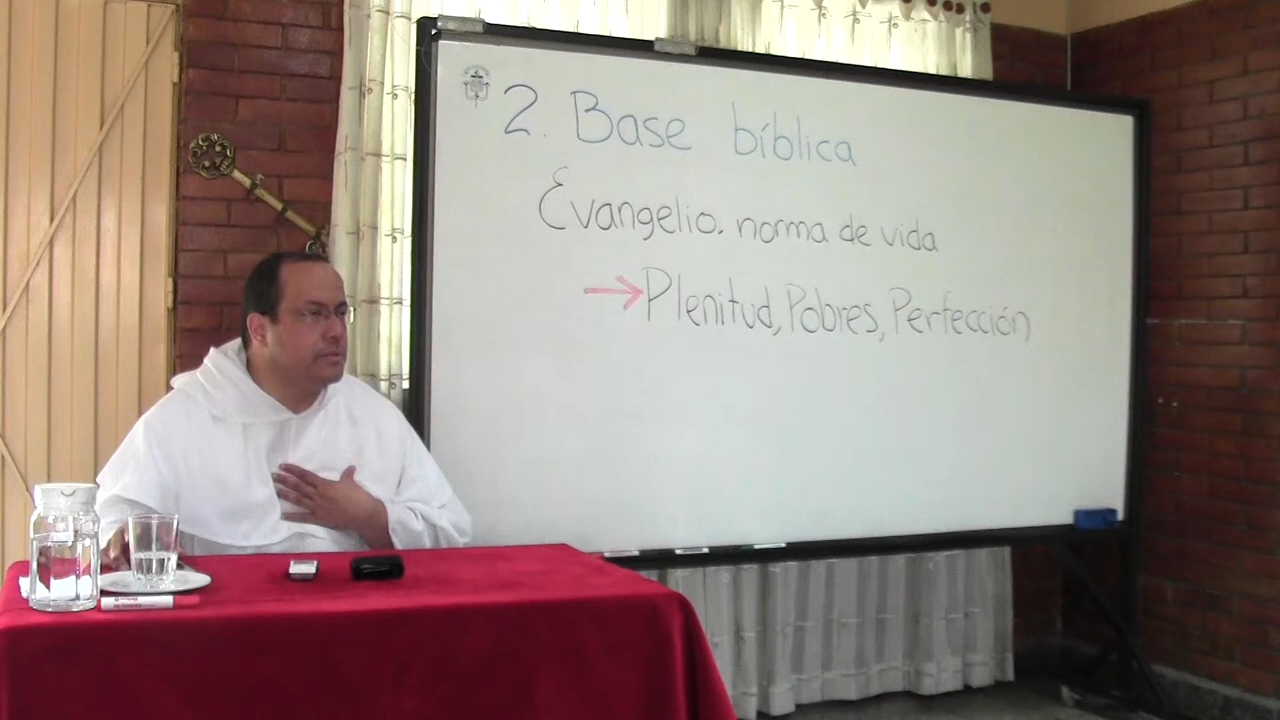 2. Base bíblica
Evangelio. norma de vida
→ Plenitud, Pobres, Perfección